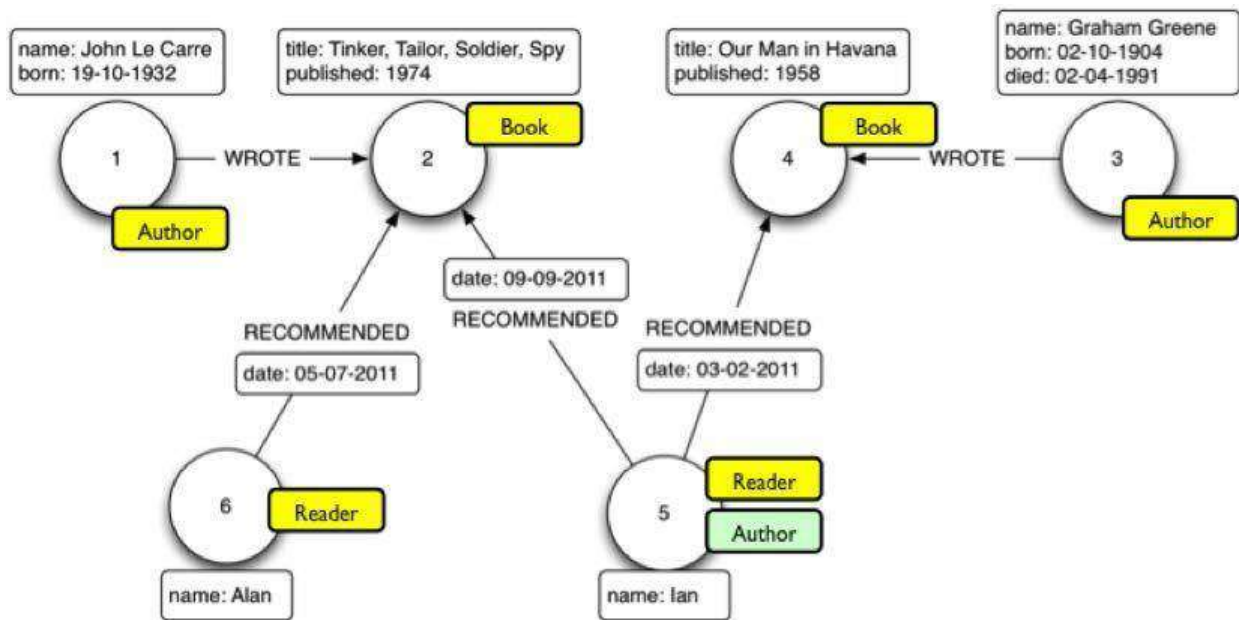 name: John Le Carre
born: 19-10-1932
title: Tinker, Tailor, Soldier, Spy
published: 1974
title: Our Man in Havana
published: 1958
name: Graham Greene
born: 02-10-1904
died: 02-04-1991
1
WROTE
2
Book
4
Book
WROTE
3
Author
Author
date: 09-09-2011
RECOMMENDED
RECOMMENDED
date: 05-07-2011
RECOMMENDED
date: 03-02-2011
6
Reader
5
Reader
Author
name: Alan
name: Ian